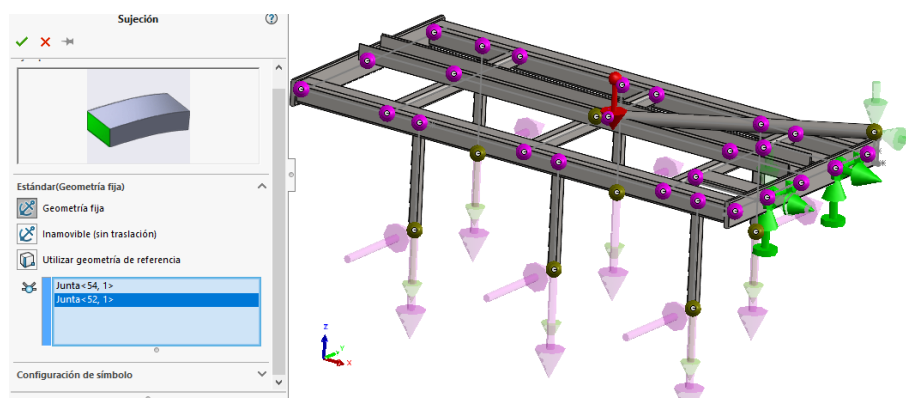 Sujeción
Estándar(Geometría fija)
Geometría fija
Inamovible (sin traslación)
Utilizar geometría de referencia
Junta<54, 1>
Junta<52, 1>
Configuración de símbolo
Z
Y
X